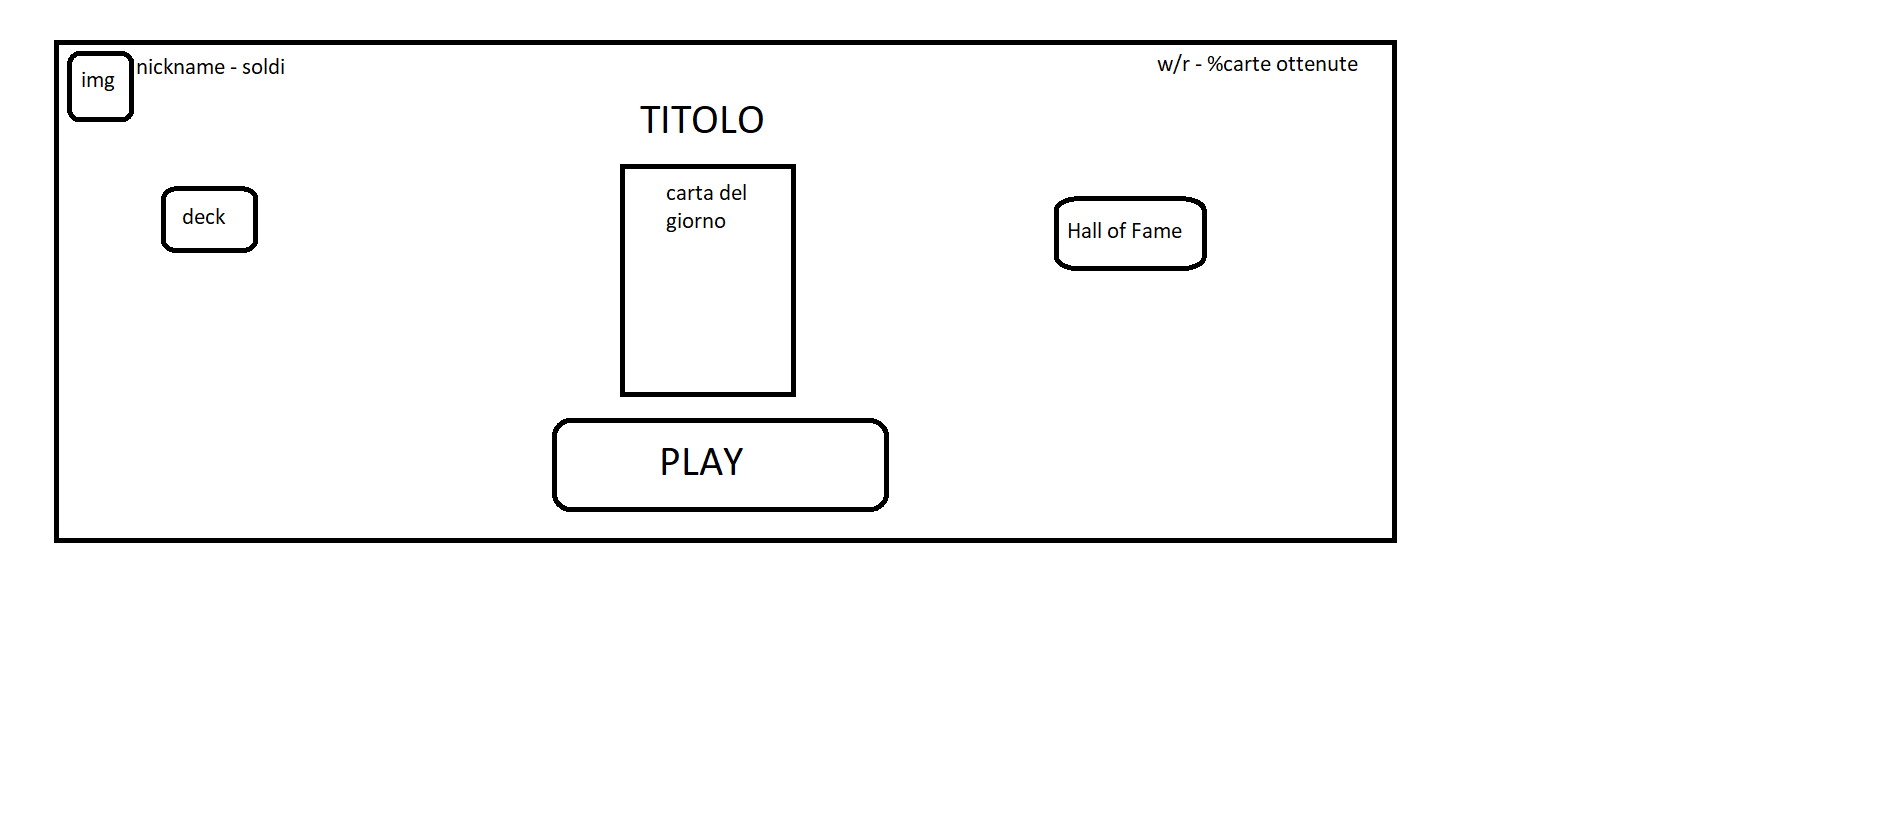 img
nickname - soldi
w/r - %carte ottenute
TITOLO
carta del
giorno
deck
Hall of Fame
PLAY